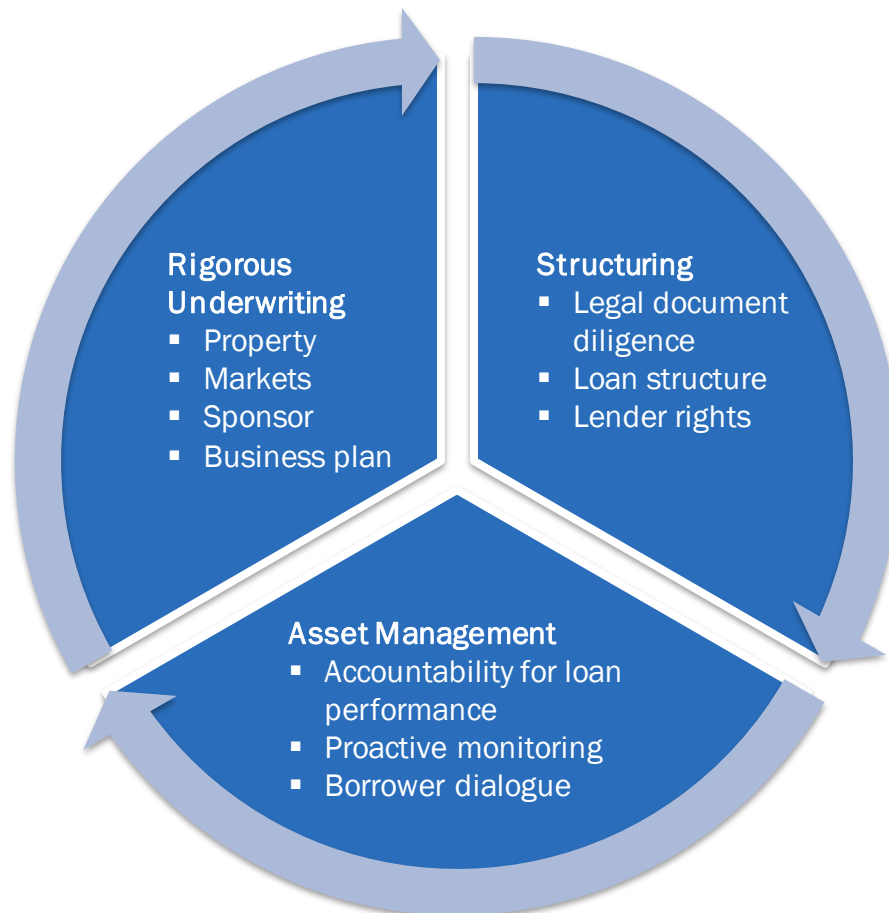 Rigorous
Underwriting
▪ Property
▪ Markets
▪ Sponsor
▪ Business plan
Structuring
▪ Legal document
diligence
▪ Loan structure
▪ Lender rights
Asset Management
▪ Accountability for loan
performance
▪ Proactive monitoring
▪ Borrower dialogue